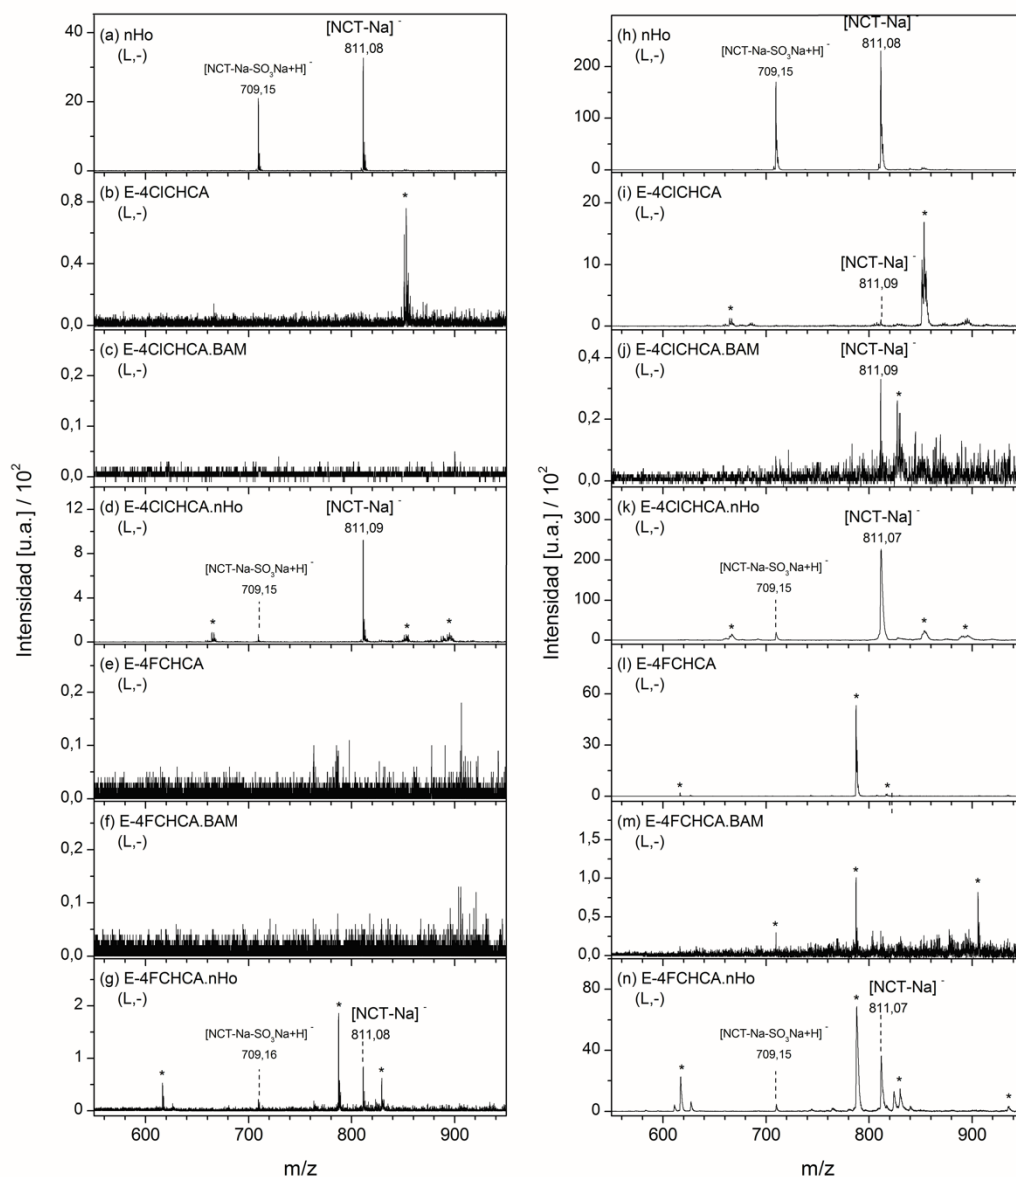 Intensidad [u.a.] / 10²
(a) nHo
(L,-)
[NCT-Na]⁻
811,08
[NCT-Na-SO₃Na+H]⁻
709,15
40
20
0
(b) E-4ClCHCA
(L,-)
*
0,8
0,4
0,0
(c) E-4ClCHCA.BAM
(L,-)
0,2
0,1
0,0
(d) E-4ClCHCA.nHo
(L,-)
[NCT-Na]⁻
811,09
[NCT-Na-SO₃Na+H]⁻
709,15
* * *
12
8
4
0
(e) E-4FCHCA
(L,-)
0,2
0,1
0,0
(f) E-4FCHCA.BAM
(L,-)
0,2
0,1
0,0
(g) E-4FCHCA.nHo
(L,-)
*
[NCT-Na]⁻
811,08
[NCT-Na-SO₃Na+H]⁻
709,16
* *
2
1
0
600 700 800 900
m/z
Intensidad [u.a.] / 10²
(h) nHo
(L,-)
[NCT-Na]⁻
811,08
[NCT-Na-SO₃Na+H]⁻
709,15
200
100
0
(i) E-4ClCHCA
(L,-)
*
[NCT-Na]⁻
811,09
*
20
10
0
(j) E-4ClCHCA.BAM
(L,-)
[NCT-Na]⁻
811,09
*
0,4
0,2
0,0
(k) E-4ClCHCA.nHo
(L,-)
[NCT-Na]⁻
811,07
[NCT-Na-SO₃Na+H]⁻
709,15
* * *
300
200
100
0
(l) E-4FCHCA
(L,-)
*
* *
60
30
0
(m) E-4FCHCA.BAM
(L,-)
* *
*
1,5
1,0
0,5
0,0
(n) E-4FCHCA.nHo
(L,-)
*
[NCT-Na]⁻
811,07
[NCT-Na-SO₃Na+H]⁻
709,15
* * *
80
40
0
600 700 800 900
m/z